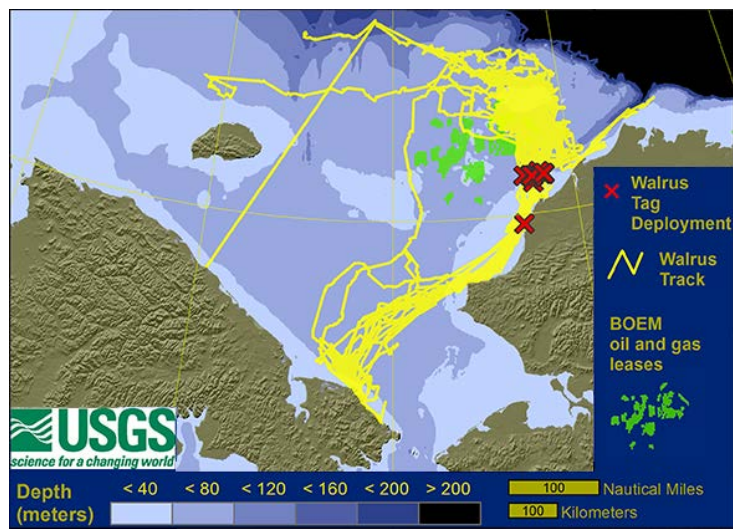 Walrus
Tag
Deployment
Walrus
Track
BOEM
oil and gas
leases
USGS
science for a changing world
Depth
(meters)
< 40
< 80
< 120
< 160
< 200
> 200
100
Nautical Miles
100
Kilometers